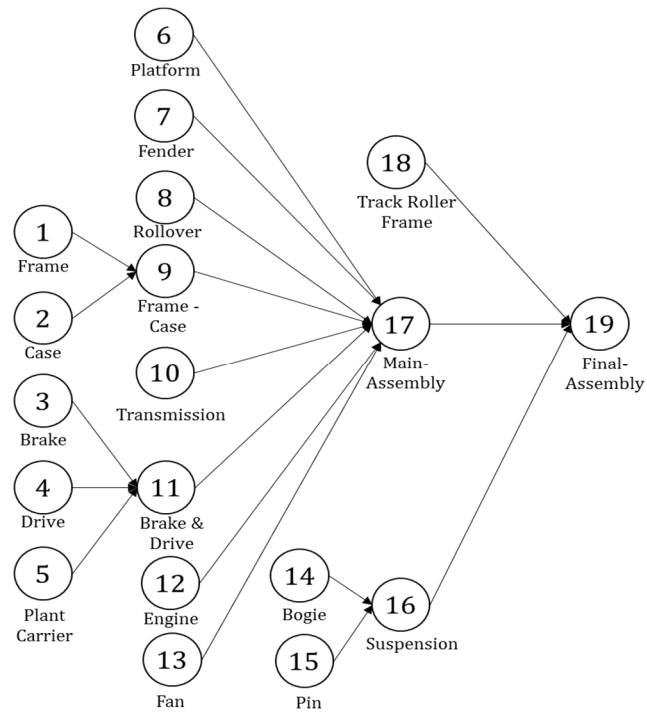 6
Platform
7
Fender
8
Rollover
1
Frame
2
Case
9
Frame -
Case
10
Transmission
3
Brake
4
Drive
5
Plant
Carrier
11
Brake &
Drive
12
Engine
13
Fan
18
Track Roller
Frame
17
Main-
Assembly
19
Final-
Assembly
14
Bogie
15
Pin
16
Suspension